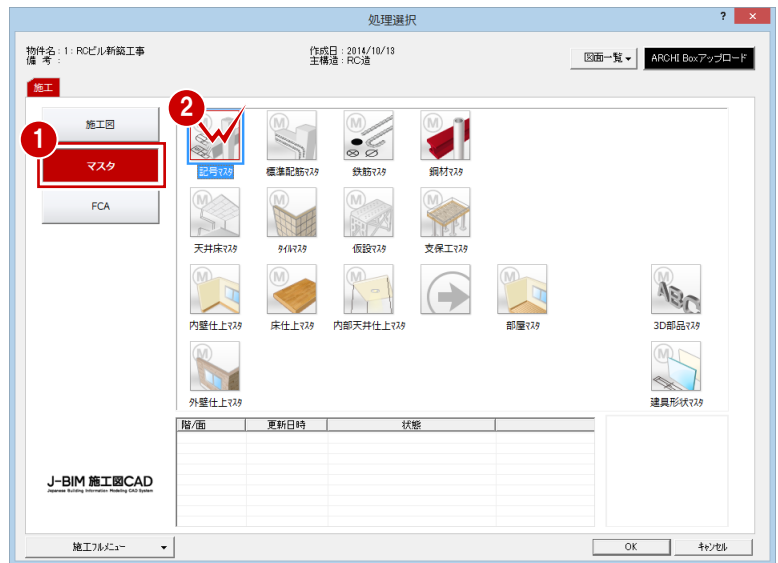 処理選択
? ×
物件名:1:RCビル新築工事
作成日:2014/10/13
備 考:
主構造:RC造
図面一覧▼
ARCHI Boxアップロード
施工
1
施工図
マスタ
FCA
2
M M M M
記号マスタ 標準配筋マスタ 鉄筋マスタ 鋼材マスタ
M M M M
天井床マスタ タイルマスタ 仮設マスタ 支保工マスタ
M M M M M ABC
内壁仕上マスタ 床仕上マスタ 内部天井仕上マスタ 部屋マスタ 3D部品マスタ
M M
外壁仕上マスタ 建具形状マスタ
階/面 更新日時 状態
J-BIM 施工図CAD
Japanese Building Information Modeling CAD System
施工フルメニュー ▼
OK キャンセル